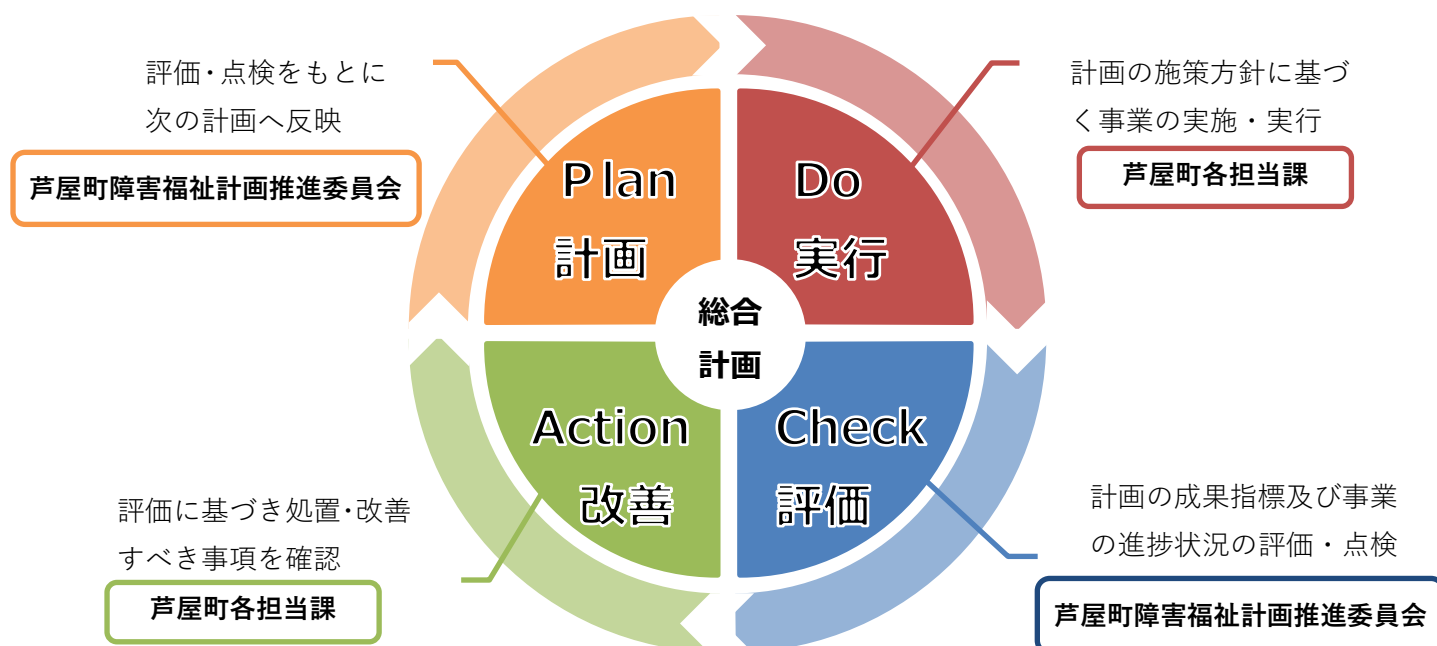 評価・点検をもとに
次の計画へ反映
芦屋町障害福祉計画推進委員会
計画の施策方針に基づ
く事業の実施・実行
芦屋町各担当課
Plan
計画
Do
実行
総合
計画
Action
改善
Check
評価
評価に基づき処置・改善
すべき事項を確認
芦屋町各担当課
計画の成果指標及び事業
の進捗状況の評価・点検
芦屋町障害福祉計画推進委員会